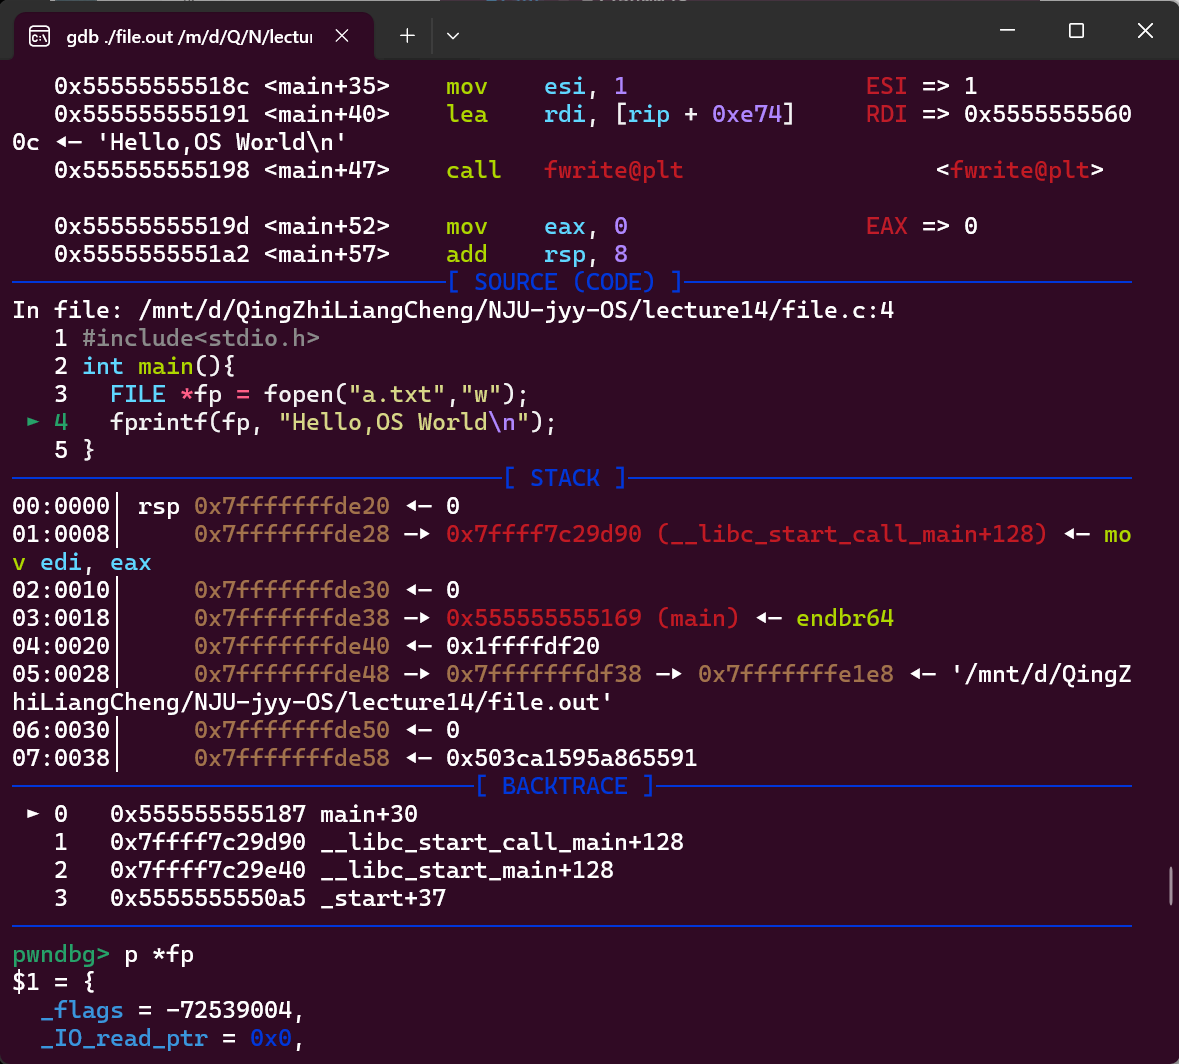 gdb ./file.out /m/d/Q/N/lectur
0x55555555518c <main+35>    mov    esi, 1    ESI => 1
0x555555555191 <main+40>    lea    rdi, [rip + 0xe74]    RDI => 0x5555555560
0c ◂— 'Hello,OS World\n'
0x555555555198 <main+47>    call   fwrite@plt    <fwrite@plt>
0x55555555519d <main+52>    mov    eax, 0    EAX => 0
0x5555555551a2 <main+57>    add    rsp, 8
[ SOURCE (CODE) ]
In file: /mnt/d/QingZhiLiangCheng/NJU-jyy-OS/lecture14/file.c:4
1 #include<stdio.h>
2 int main(){
3   FILE *fp = fopen("a.txt","w");
► 4   fprintf(fp, "Hello,OS World\n");
5 }
[ STACK ]
00:0000│ rsp 0x7fffffffde20 ◂— 0
01:0008│     0x7fffffffde28 —▸ 0x7ffff7c29d90 (__libc_start_call_main+128) ◂— mo
v edi, eax
02:0010│     0x7fffffffde30 ◂— 0
03:0018│     0x7fffffffde38 —▸ 0x555555555169 (main) ◂— endbr64
04:0020│     0x7fffffffde40 ◂— 0x1ffffdf20
05:0028│     0x7fffffffde48 —▸ 0x7fffffffdf38 —▸ 0x7fffffffe1e8 ◂— '/mnt/d/QingZ
hiLiangCheng/NJU-jyy-OS/lecture14/file.out'
06:0030│     0x7fffffffde50 ◂— 0
07:0038│     0x7fffffffde58 ◂— 0x503ca1595a865591
[ BACKTRACE ]
► 0   0x555555555187 main+30
1   0x7ffff7c29d90 __libc_start_call_main+128
2   0x7ffff7c29e40 __libc_start_main+128
3   0x5555555550a5 _start+37
pwndbg> p *fp
$1 = {
_flags = -72539004,
_IO_read_ptr = 0x0,